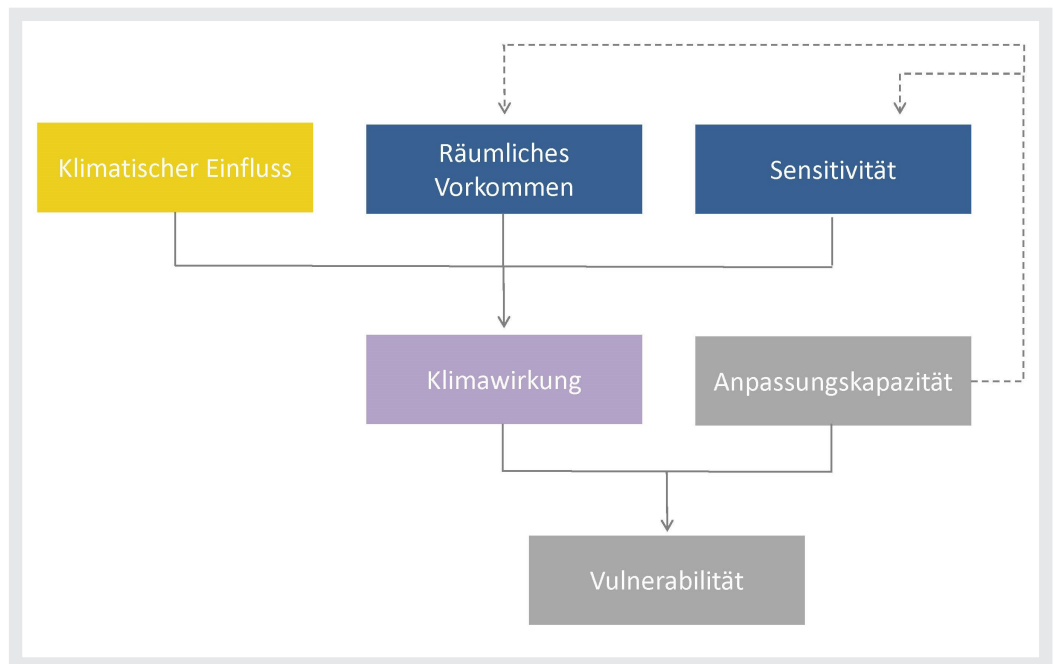 Klimatischer Einfluss
Räumliches
Vorkommen
Sensitivität
Klimawirkung
Anpassungskapazität
Vulnerabilität